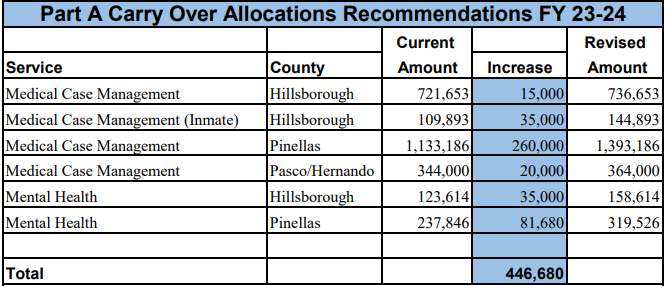 Part A Carry Over Allocations Recommendations FY 23-24
Current Revised
Service County Amount Increase Amount
Medical Case Management Hillsborough 721,653 15,000 736,653
Medical Case Management (Inmate) Hillsborough 109,893 35,000 144,893
Medical Case Management Pinellas 1,133,186 260,000 1,393,186
Medical Case Management Pasco/Hernando 344,000 20,000 364,000
Mental Health Hillsborough 123,614 35,000 158,614
Mental Health Pinellas 237,846 81,680 319,526
Total 446,680